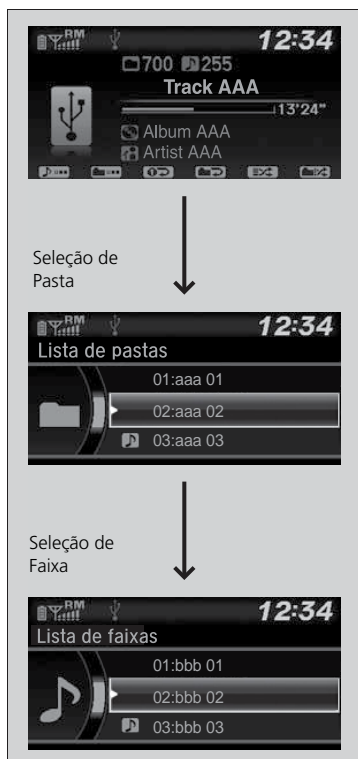 RM 12:34
700 255
Track AAA
13'24"
Album AAA
Artist AAA
Seleção de
Pasta
RM 12:34
Lista de pastas
01:aaa 01
02:aaa 02
03:aaa 03
Seleção de
Faixa
RM 12:34
Lista de faixas
01:bbb 01
02:bbb 02
03:bbb 03